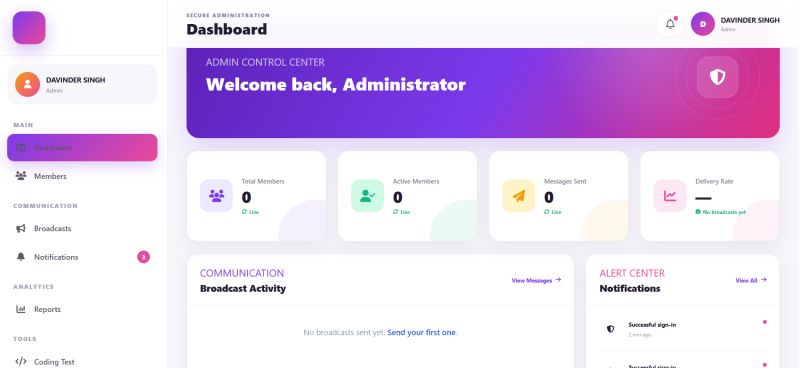 DAVINDER SINGH
Admin
MAIN
Dashboard
Members
COMMUNICATION
Broadcasts
Notifications 3
ANALYTICS
Reports
TOOLS
Coding Test
SECURE ADMINISTRATION
Dashboard
D
DAVINDER SINGH
Admin
ADMIN CONTROL CENTER
Welcome back, Administrator
Total Members
0
Live
Active Members
0
Live
Messages Sent
0
Live
Delivery Rate
—
No broadcasts yet
COMMUNICATION
Broadcast Activity
View Messages
No broadcasts sent yet. Send your first one.
ALERT CENTER
Notifications
View All
Successful sign-in
2 min ago
Successful sign-in